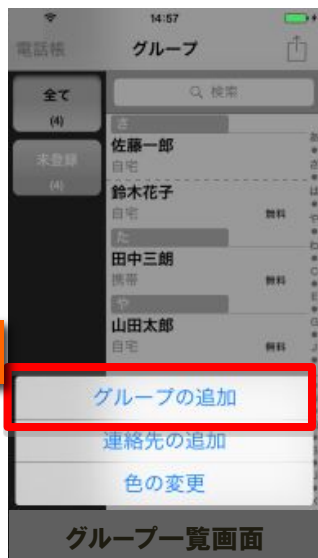 14:57
電話帳 グループ
全て
(4)
未登録
(4)
検索
さ
佐藤一郎
自宅
鈴木花子
自宅 無料
た
田中三朗
携帯 無料
や
山田太郎
自宅 無料
グループの追加
連絡先の追加
色の変更
グループ一覧画面